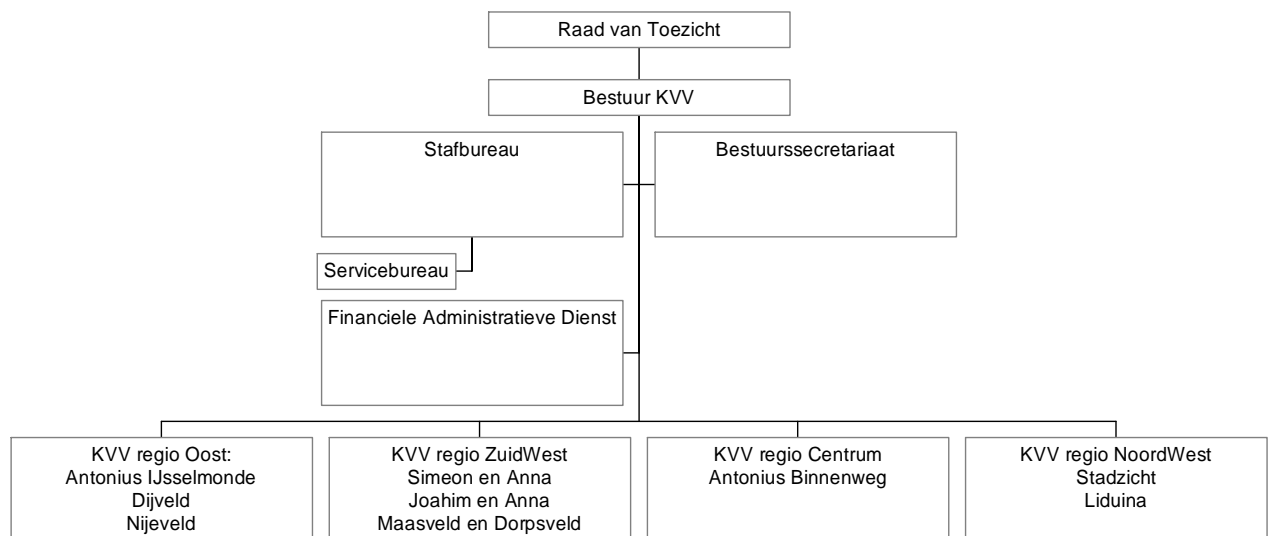 Raad van Toezicht
Bestuur KVV
Stafbureau
Bestuurssecretariaat
Servicebureau
Financiele Administratieve Dienst
KVV regio Oost:
Antonius IJsselmonde
Dijveld
Nijeveld
KVV regio ZuidWest
Simeon en Anna
Joahim en Anna
Maasveld en Dorpsveld
KVV regio Centrum
Antonius Binnenweg
KVV regio NoordWest
Stadzicht
Liduina